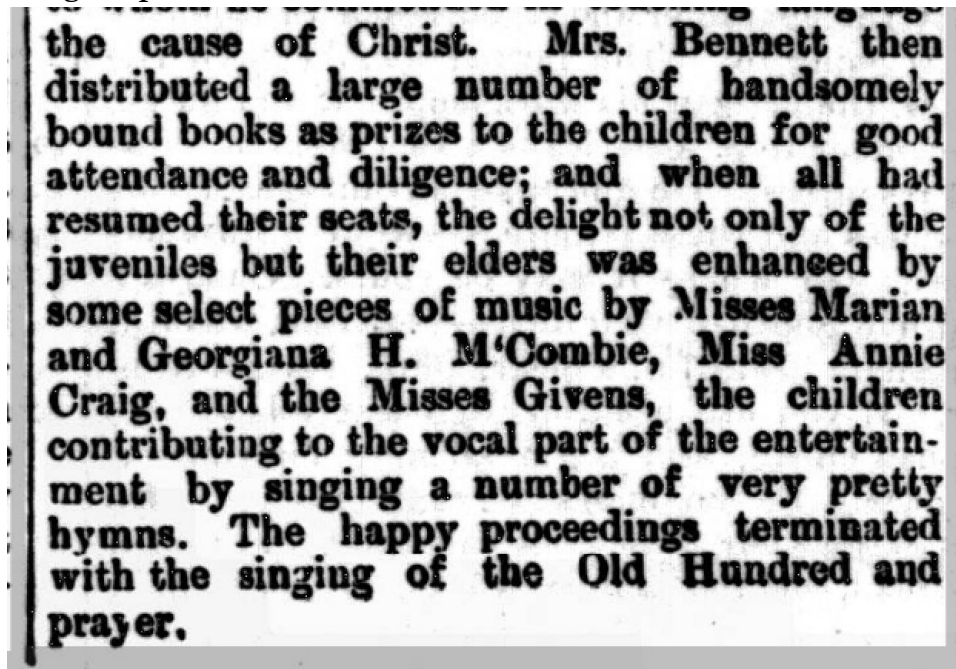 the cause of Christ. Mrs. Bennett then
distributed a large number of handsomely
bound books as prizes to the children for good
attendance and diligence; and when all had
resumed their seats, the delight not only of the
juveniles but their elders was enhanced by
some select pieces of music by Misses Marian
and Georgiana H. M‘Combie, Miss Annie
Craig, and the Misses Givens, the children
contributing to the vocal part of the entertain-
ment by singing a number of very pretty
hymns. The happy proceedings terminated
with the singing of the Old Hundred and
prayer.